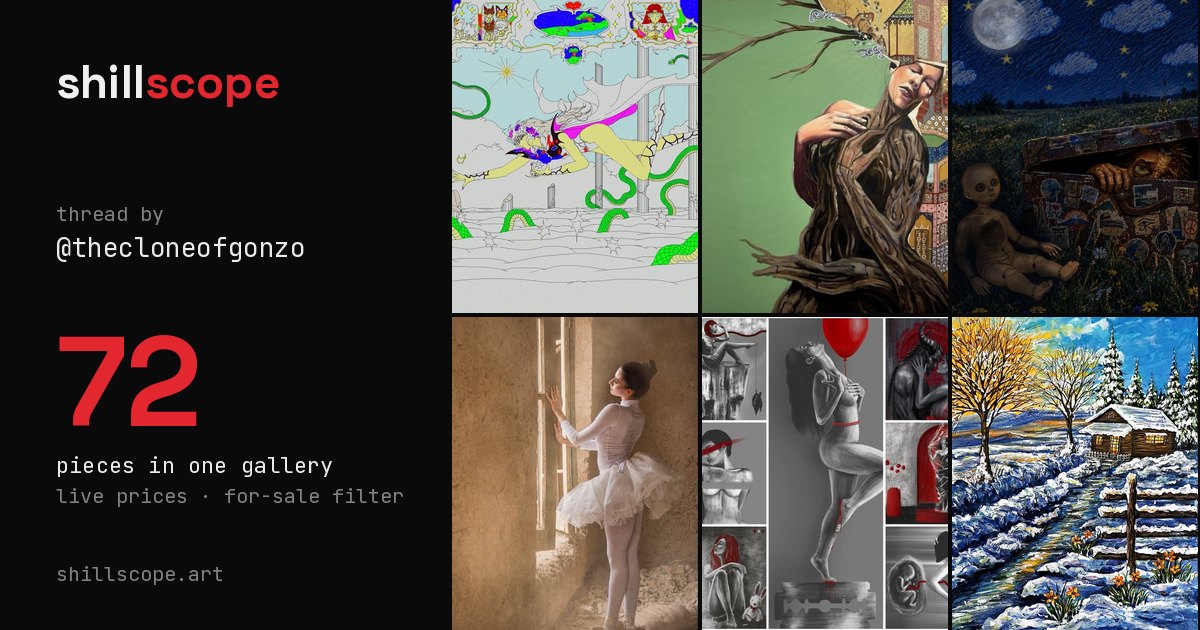 shillscope
thread by
@thecloneofgonzo
72
pieces in one gallery
live prices · for-sale filter
shillscope.art